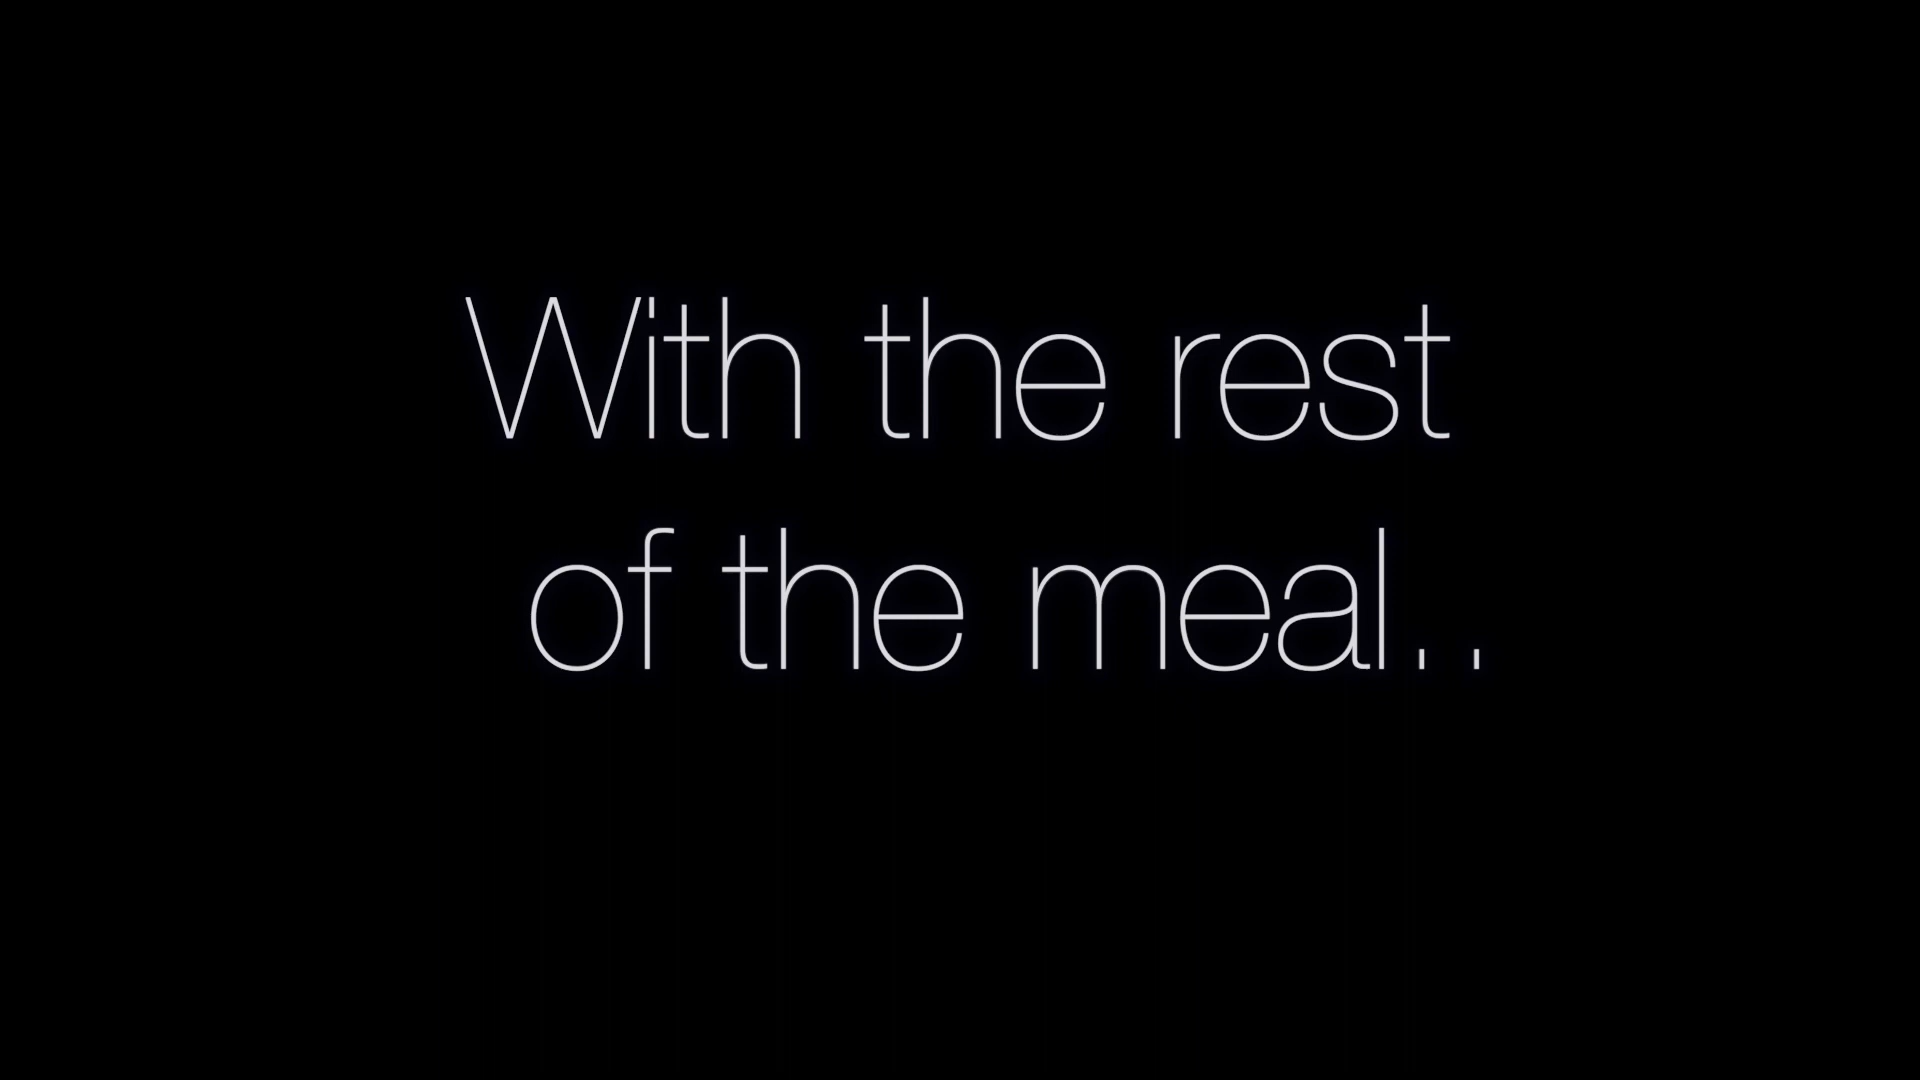 With the rest
of the meal..